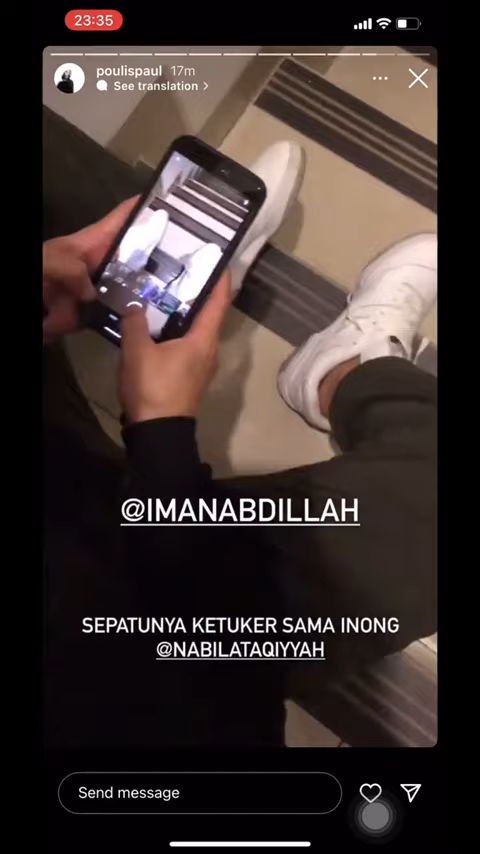 23:35
poulispaul 17m
See translation >
@IMANABDILLAH
SEPATUNYA KETUKER SAMA INONG
@NABILATAQIYYAH
Send message